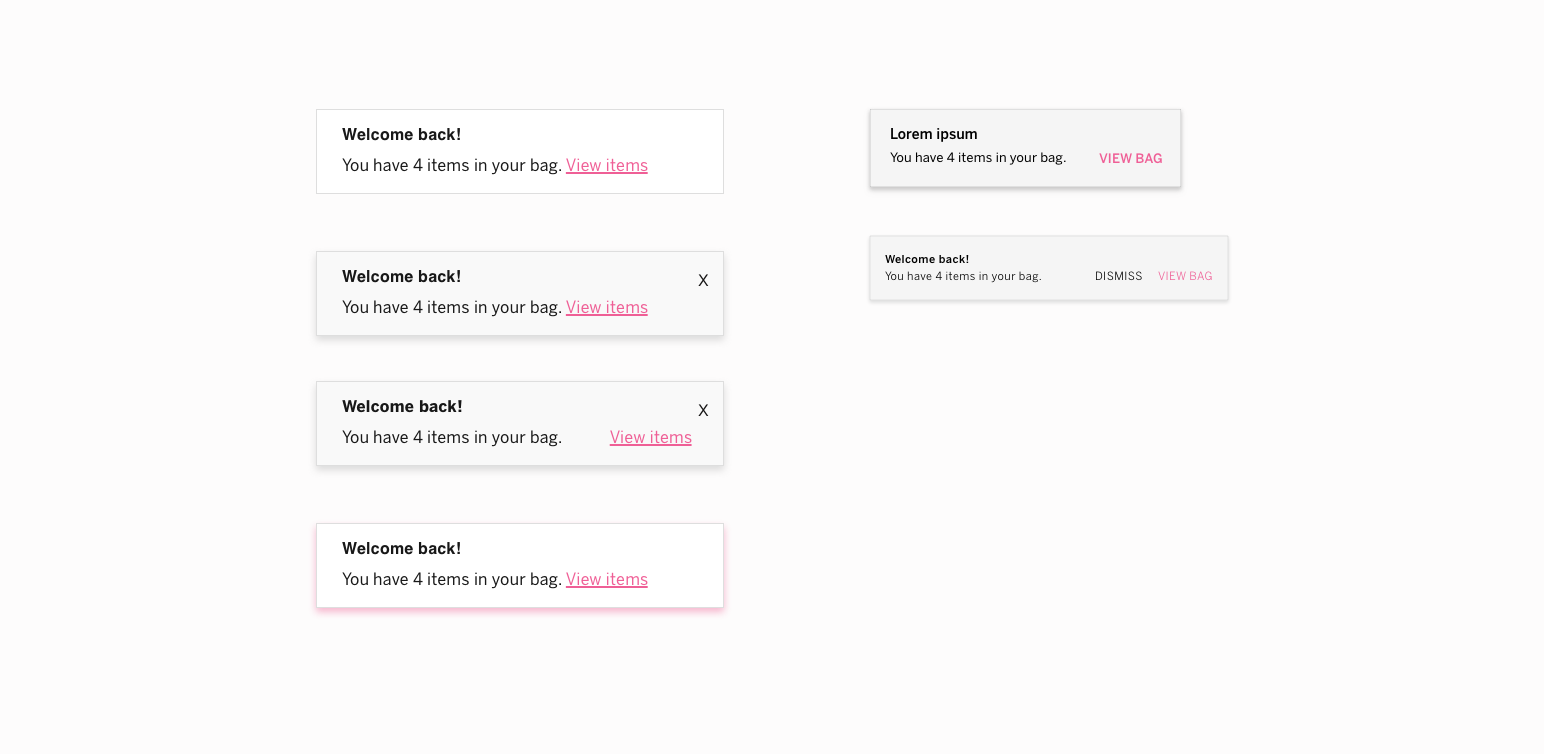 Welcome back!
You have 4 items in your bag. View items
Welcome back!
X
You have 4 items in your bag. View items
Welcome back!
X
You have 4 items in your bag. View items
Welcome back!
You have 4 items in your bag. View items
Lorem ipsum
You have 4 items in your bag. VIEW BAG
Welcome back!
You have 4 items in your bag. DISMISS VIEW BAG